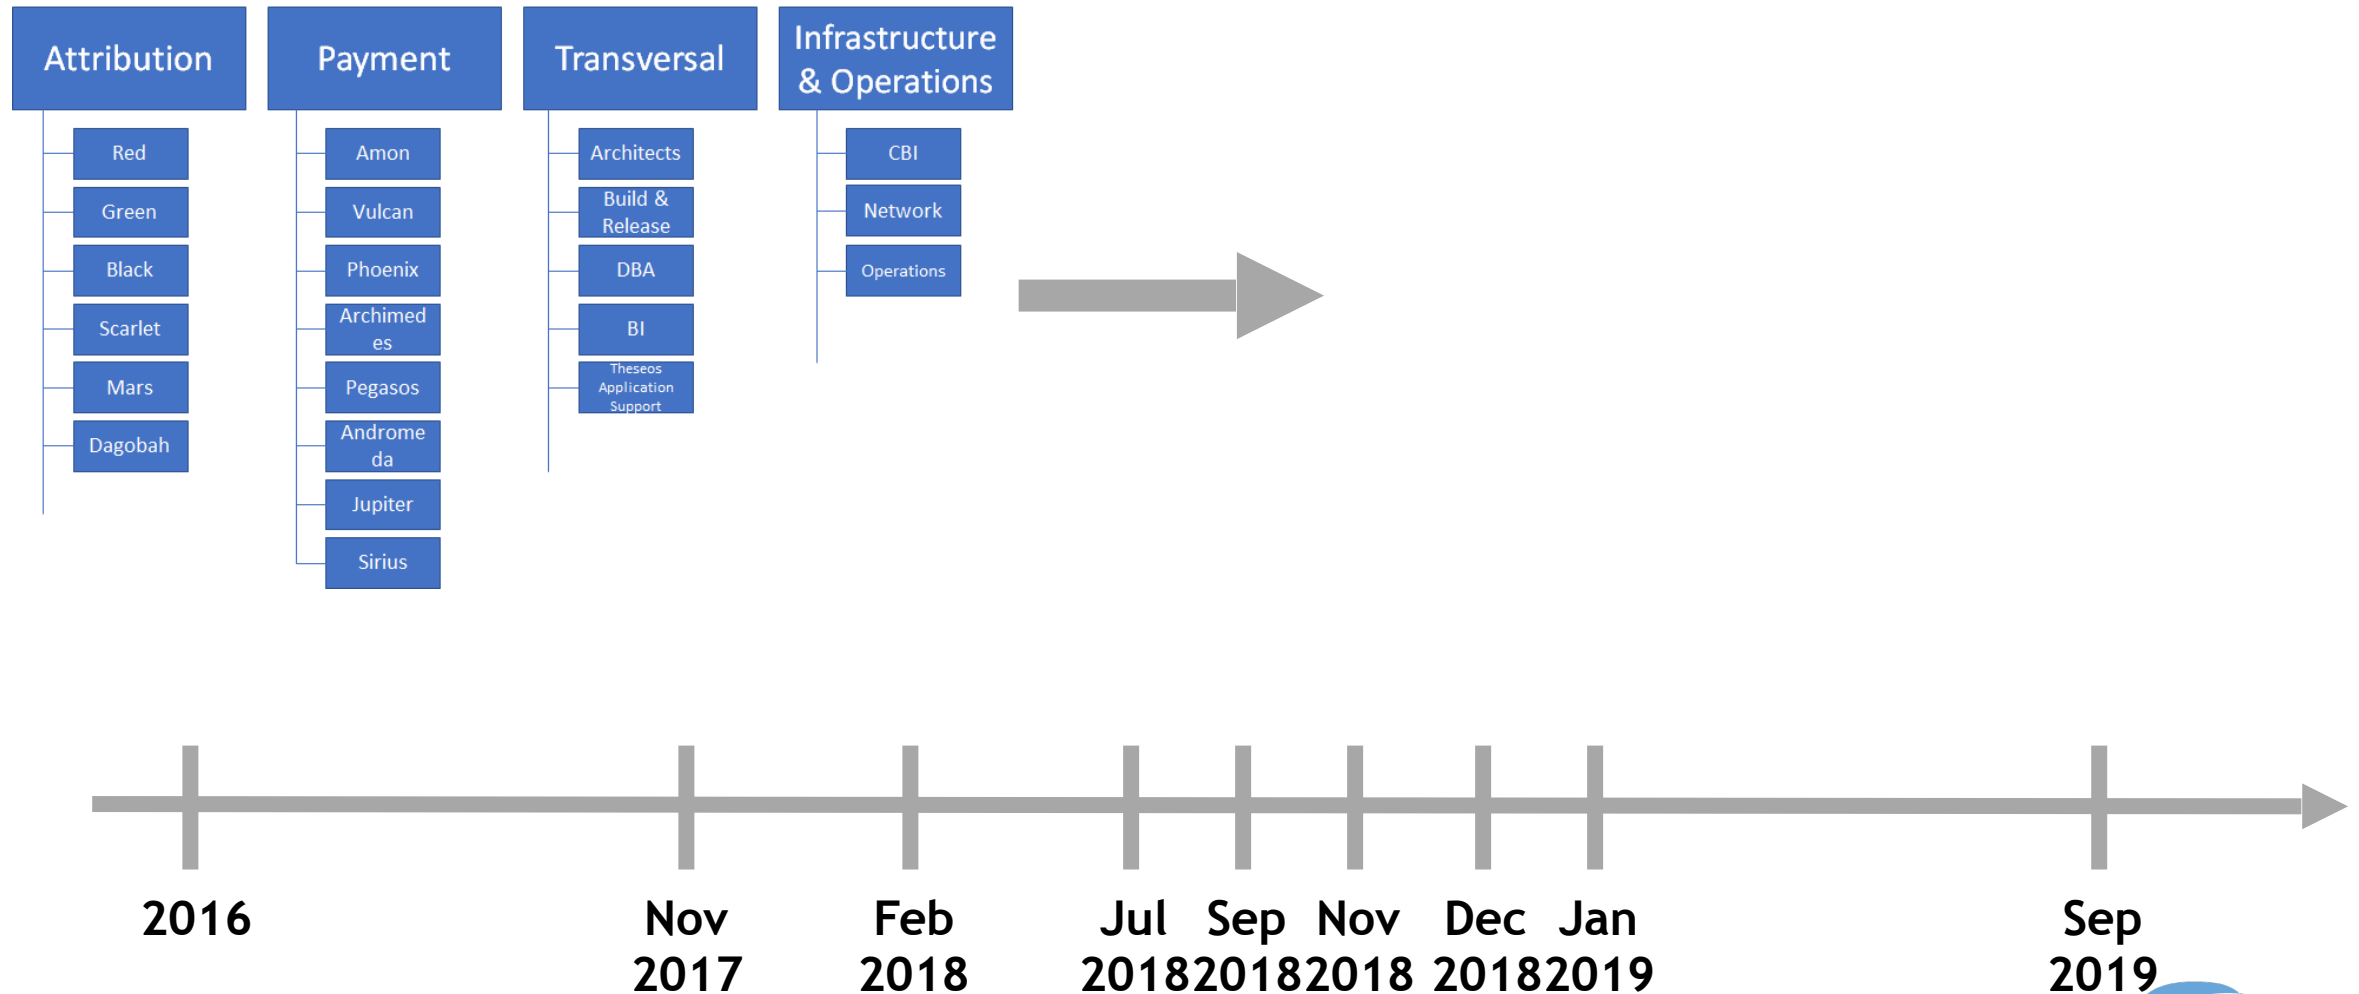 Attribution
Red
Green
Black
Scarlet
Mars
Dagobah
Payment
Amon
Vulcan
Phoenix
Archimed
es
Pegasos
Androme
da
Jupiter
Sirius
Transversal
Architects
Build &
Release
DBA
BI
Theseos
Application
Support
Infrastructure
& Operations
CBI
Network
Operations
2016
Nov
2017
Feb
2018
Jul
2018
Sep
2018
Nov
2018
Dec
2018
Jan
2019
Sep
2019